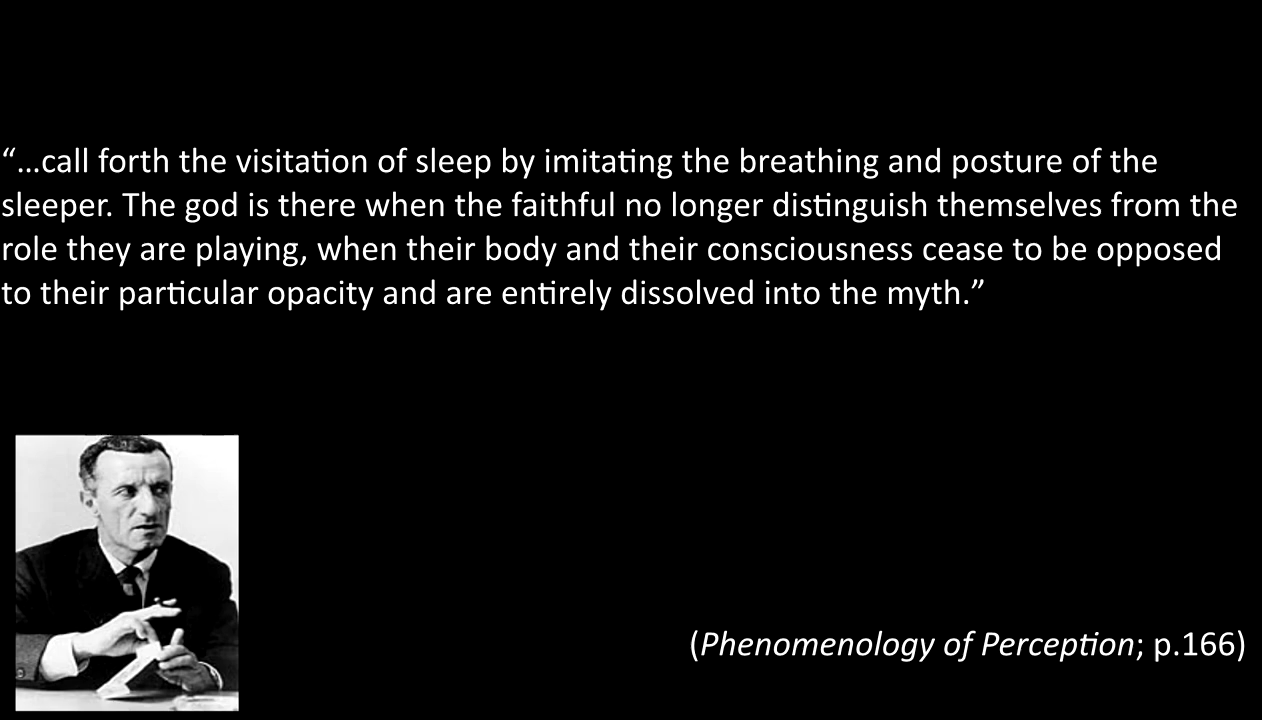 “…call forth the visitation of sleep by imitating the breathing and posture of the
sleeper. The god is there when the faithful no longer distinguish themselves from the
role they are playing, when their body and their consciousness cease to be opposed
to their particular opacity and are entirely dissolved into the myth.”
(Phenomenology of Perception; p.166)